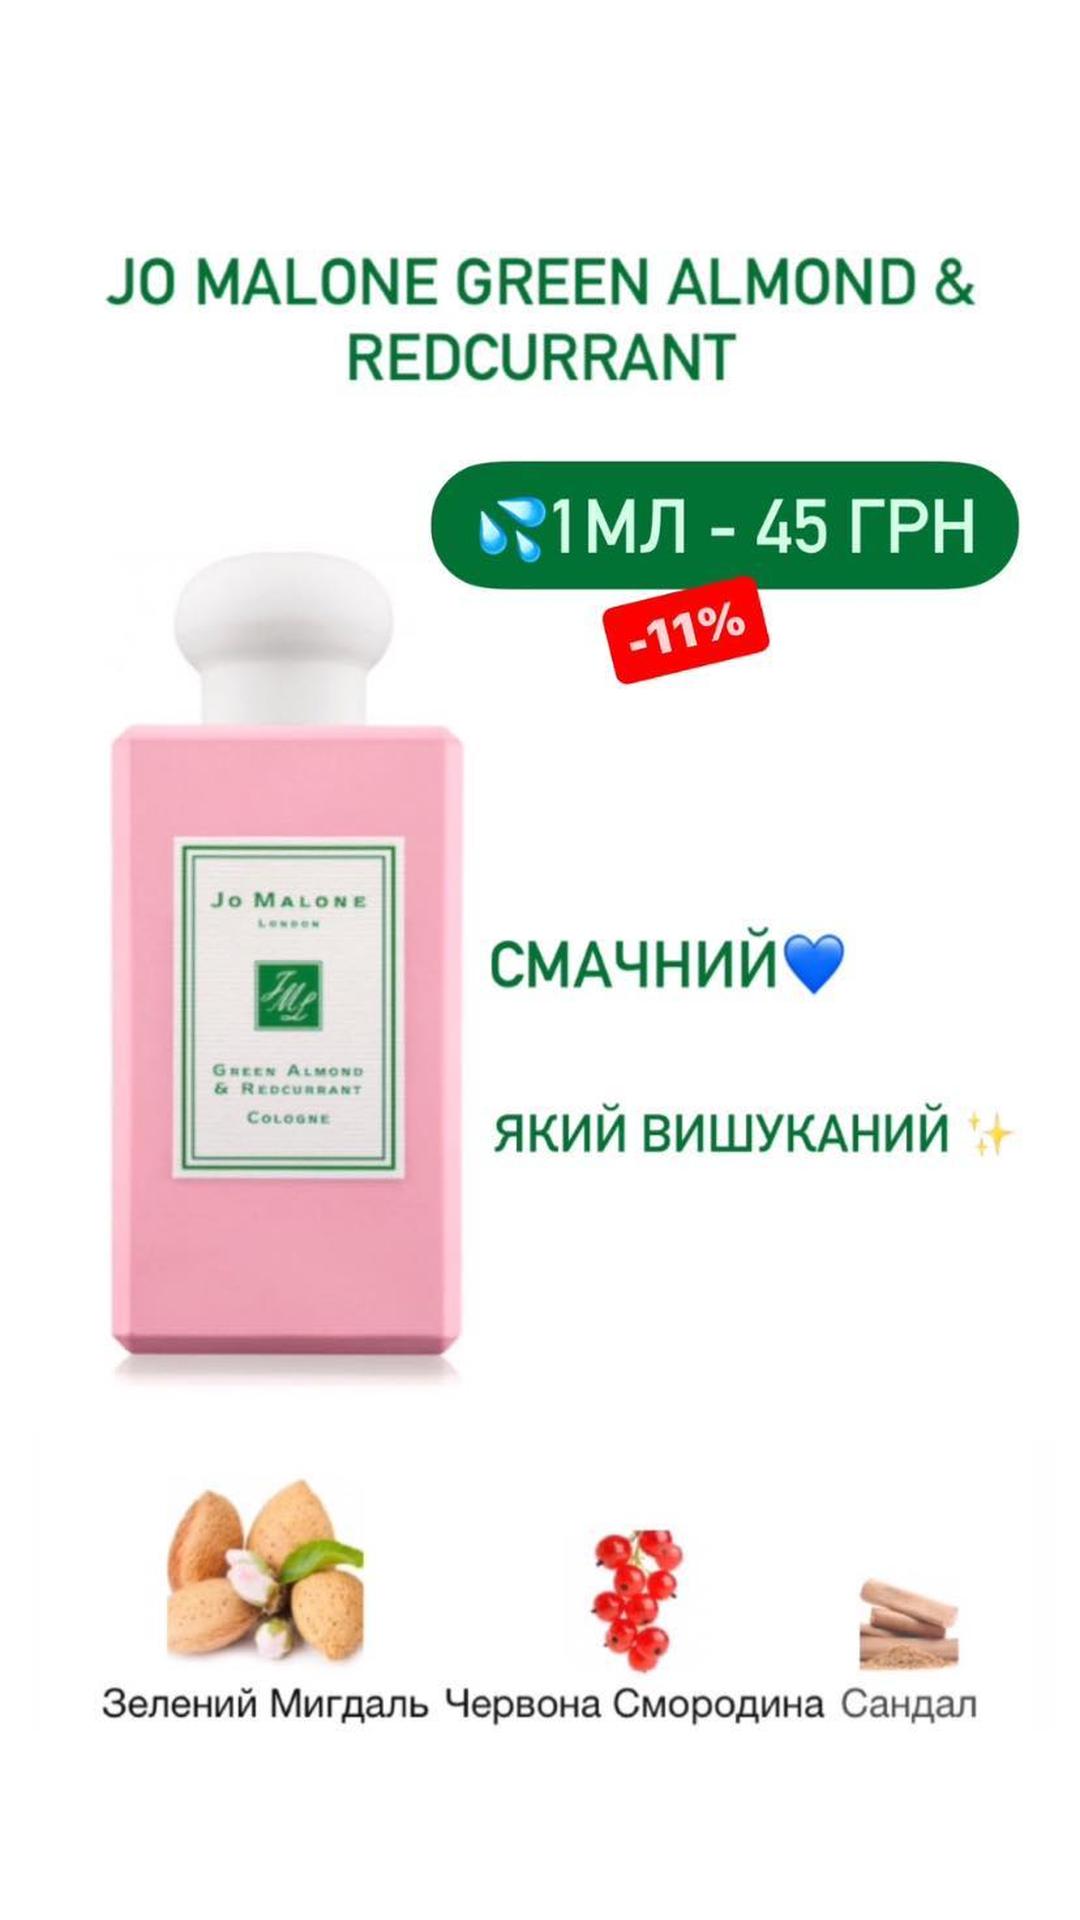 JO MALONE GREEN ALMOND &
REDCURRANT
💦1МЛ - 45 ГРН
-11%
JO MALONE
LONDON
JML
GREEN ALMOND
& REDCURRANT
COLOGNE
СМАЧНИЙ💙
ЯКИЙ ВИШУКАНИЙ ✨
Зелений Мигдаль Червона Смородина Сандал